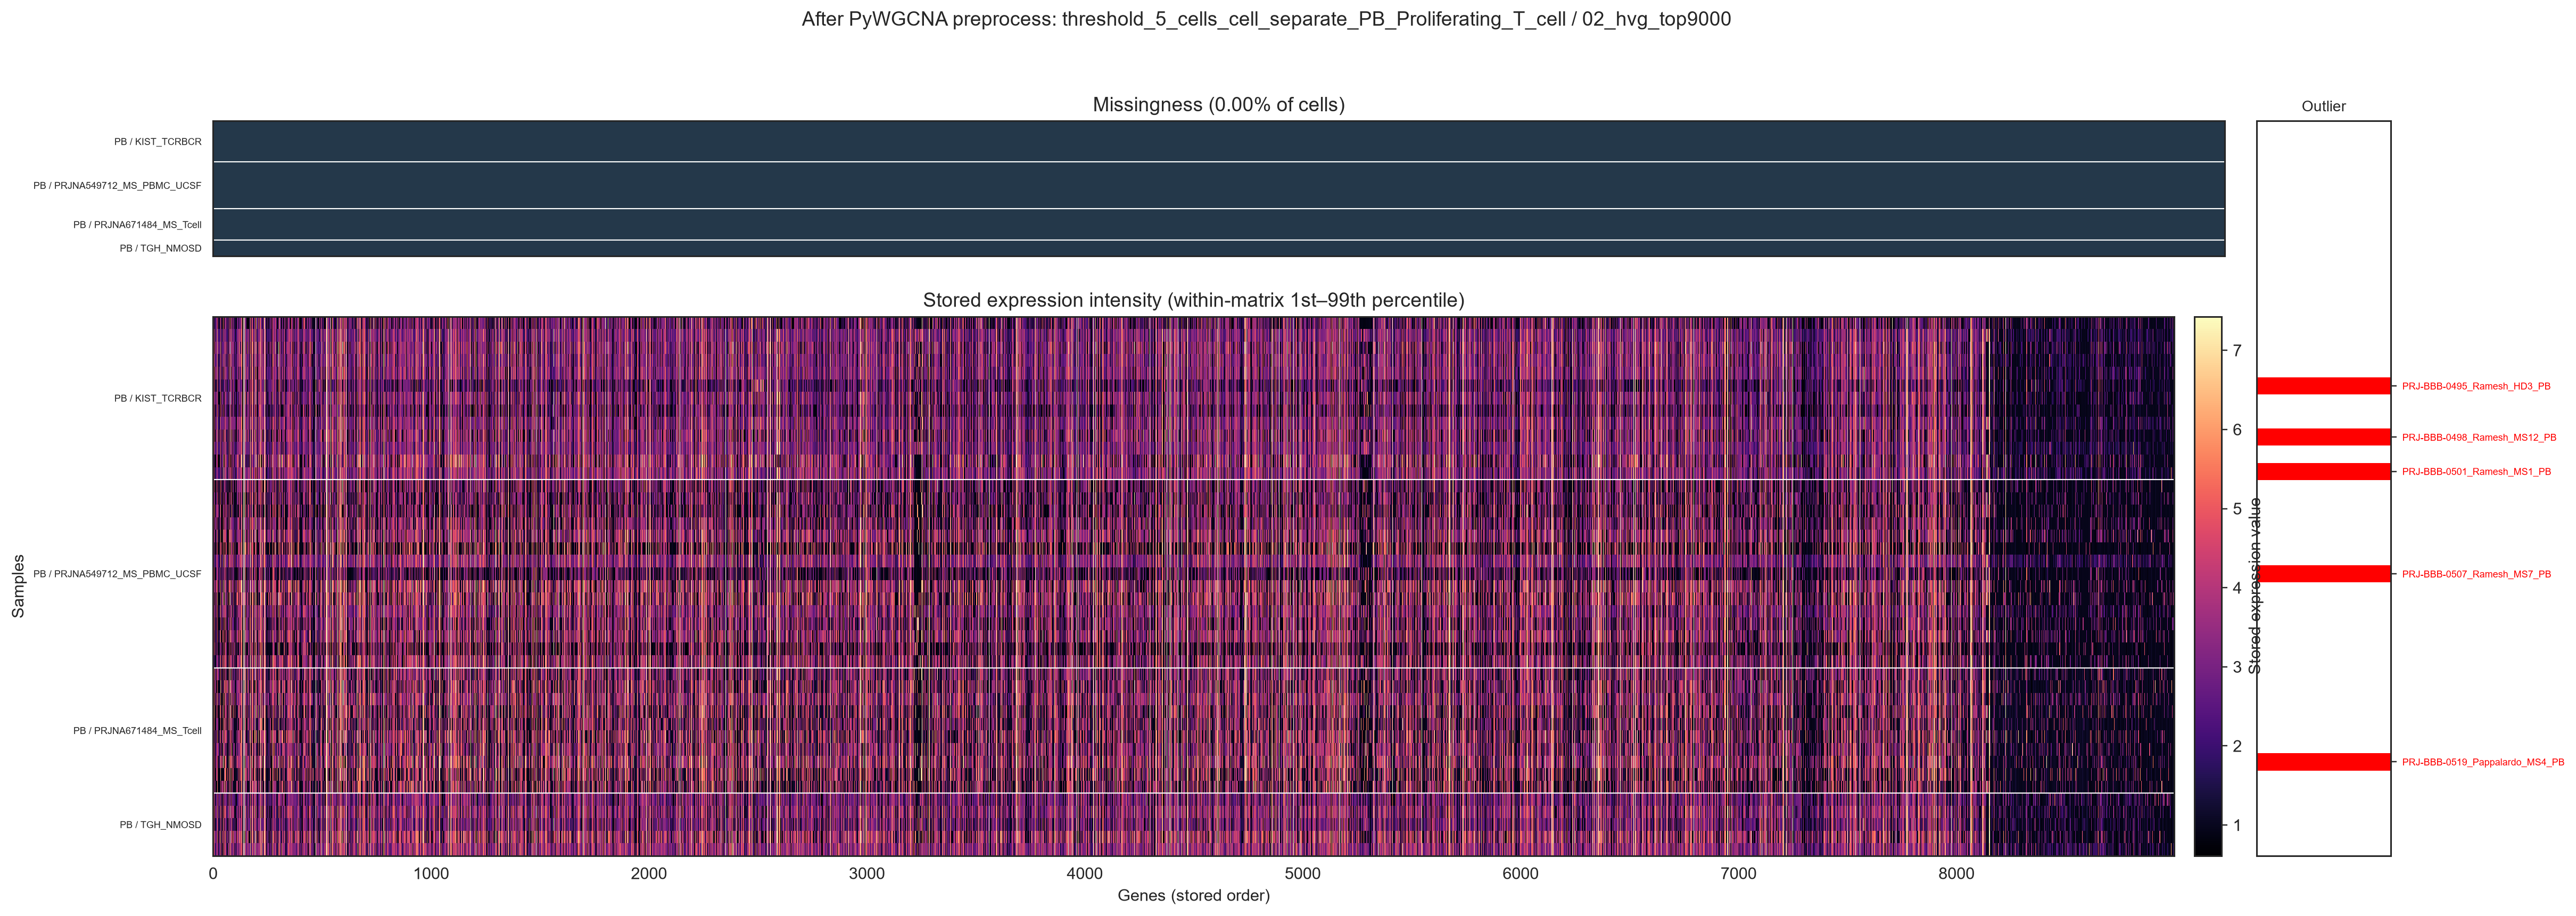 After PyWGCNA preprocess: threshold_5_cells_cell_separate_PB_Proliferating_T_cell / 02_hvg_top9000
Missingness (0.00% of cells)
Outlier
PB / KIST_TCRBCR
PB / PRJNA549712_MS_PBMC_UCSF
PB / PRJNA671484_MS_Tcell
PB / TGH_NMOSD
Stored expression intensity (within-matrix 1st–99th percentile)
Samples
PB / KIST_TCRBCR
PB / PRJNA549712_MS_PBMC_UCSF
PB / PRJNA671484_MS_Tcell
PB / TGH_NMOSD
0 1000 2000 3000 4000 5000 6000 7000 8000
Genes (stored order)
7
6
5
4
3
2
1
Stored expression value
PRJ-BBB-0495_Ramesh_HD3_PB
PRJ-BBB-0498_Ramesh_MS12_PB
PRJ-BBB-0501_Ramesh_MS1_PB
PRJ-BBB-0507_Ramesh_MS7_PB
PRJ-BBB-0519_Pappalardo_MS4_PB